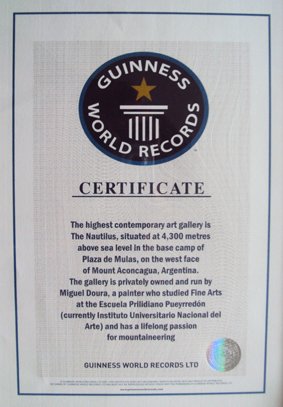 GUINNESS
WORLD RECORDS
CERTIFICATE
The highest contemporary art gallery is
The Nautilus, situated at 4,300 metres
above sea level in the base camp of
Plaza de Mulas, on the west face
of Mount Aconcagua, Argentina.
The gallery is privately owned and run by
Miguel Doura, a painter who studied Fine Arts
at the Escuela Prilidiano Pueyrredón
(currently Instituto Universitario Nacional del
Arte) and has a lifelong passion
for mountaineering
GUINNESS WORLD RECORDS LTD